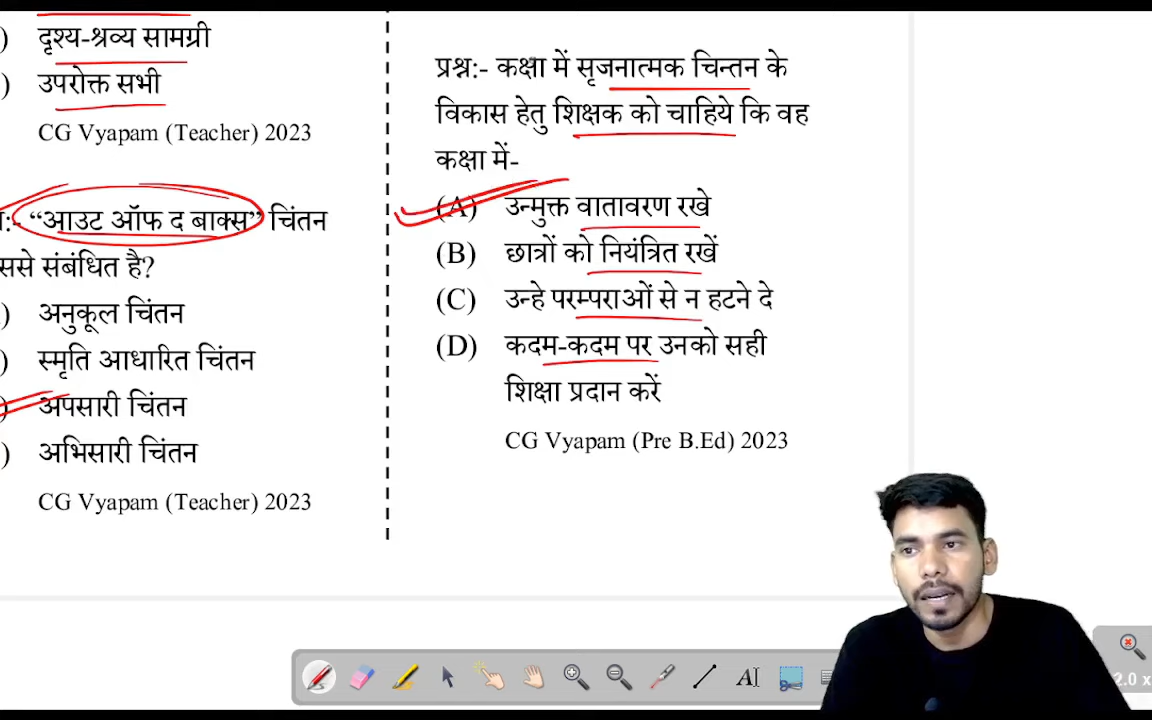 ) दृश्य-श्रव्य सामग्री
) उपरोक्त सभी
CG Vyapam (Teacher) 2023
:- “आउट ऑफ द बाक्स” चिंतन
ससे संबंधित है?
) अनुकूल चिंतन
) स्मृति आधारित चिंतन
) अपसारी चिंतन
) अभिसारी चिंतन
CG Vyapam (Teacher) 2023
प्रश्न:- कक्षा में सृजनात्मक चिन्तन के
विकास हेतु शिक्षक को चाहिये कि वह
कक्षा में-
(A) उन्मुक्त वातावरण रखे
(B) छात्रों को नियंत्रित रखें
(C) उन्हे परम्पराओं से न हटने दे
(D) कदम-कदम पर उनको सही
शिक्षा प्रदान करें
CG Vyapam (Pre B.Ed) 2023
2.0 x